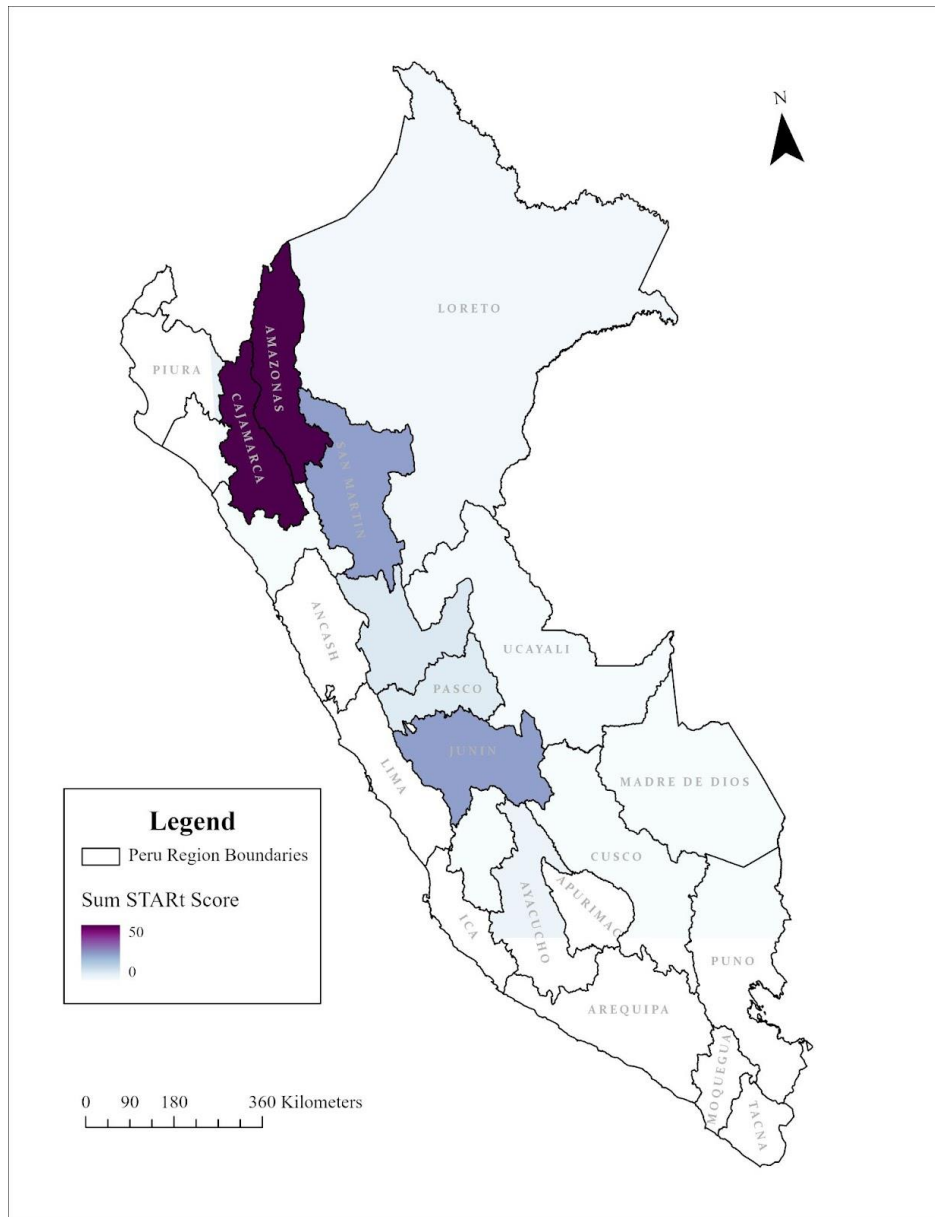 N
LORETO
AMAZONAS
PIURA
CAJAMARCA
SAN MARTIN
ANCASH
UCAYALI
PASCO
JUNIN
LIMA
MADRE DE DIOS
CUSCO
APURIMAC
AYACUCHO
ICA
PUNO
AREQUIPA
MOQUEGUA
TACNA
Legend
Peru Region Boundaries
Sum STARt Score
50
0
0 90 180 360 Kilometers